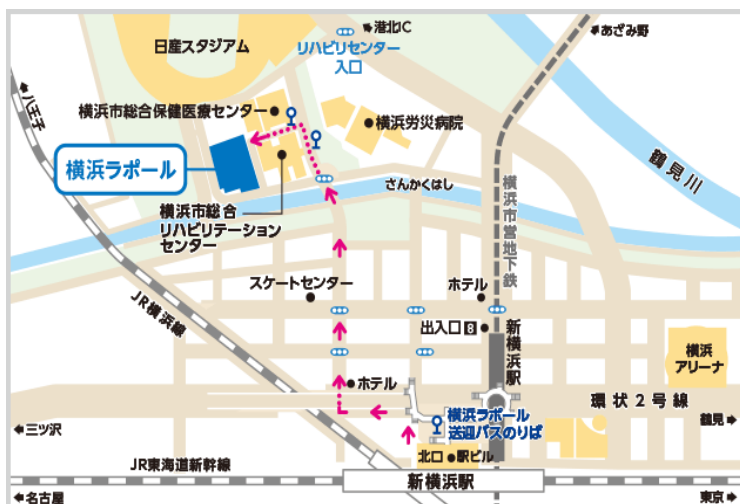 日産スタジアム
港北IC
リハビリセンター
入口
あざみ野
八王子
横浜市総合保健医療センター
横浜労災病院
横浜ラポール
鶴見川
さんかくはし
横浜市総合
リハビリテーション
センター
横浜市営地下鉄
JR横浜線
スケートセンター
ホテル
出入口8
新横浜駅
横浜
アリーナ
ホテル
環状2号線
横浜ラポール
送迎バスのりば
三ツ沢
鶴見
北口
駅ビル
JR東海道新幹線
新横浜駅
名古屋
東京